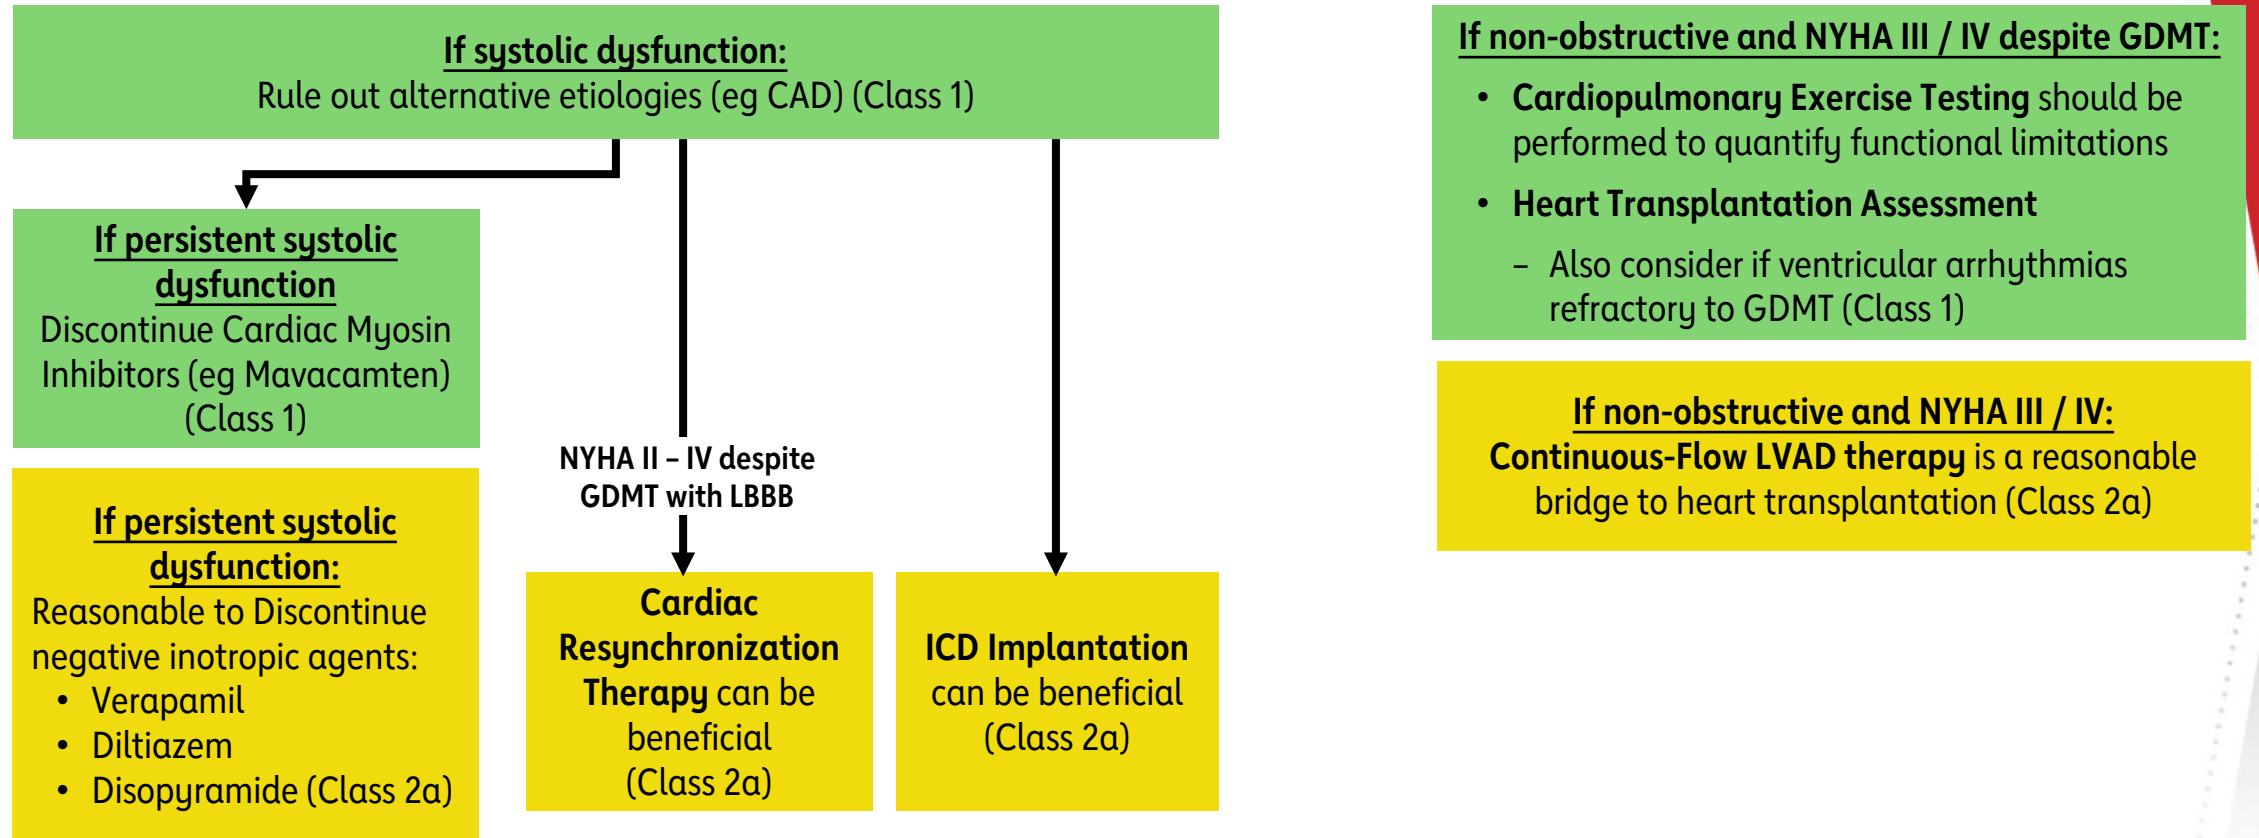 If systolic dysfunction:
Rule out alternative etiologies (eg CAD) (Class 1)
If persistent systolic
dysfunction
Discontinue Cardiac Myosin
Inhibitors (eg Mavacamten)
(Class 1)
If persistent systolic
dysfunction:
Reasonable to Discontinue
negative inotropic agents:
• Verapamil
• Diltiazem
• Disopyramide (Class 2a)
NYHA II – IV despite
GDMT with LBBB
Cardiac
Resynchronization
Therapy can be
beneficial
(Class 2a)
ICD Implantation
can be beneficial
(Class 2a)
If non-obstructive and NYHA III / IV despite GDMT:
• Cardiopulmonary Exercise Testing should be
performed to quantify functional limitations
• Heart Transplantation Assessment
– Also consider if ventricular arrhythmias
refractory to GDMT (Class 1)
If non-obstructive and NYHA III / IV:
Continuous-Flow LVAD therapy is a reasonable
bridge to heart transplantation (Class 2a)